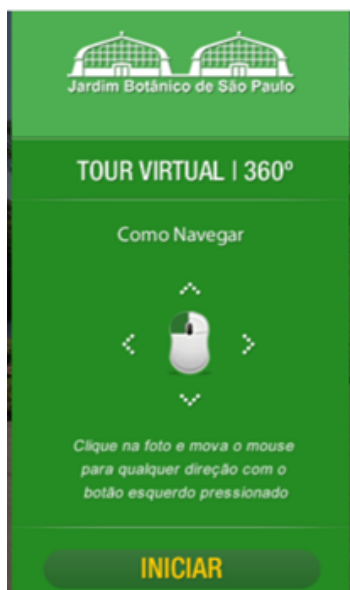 Jardim Botânico de São Paulo
TOUR VIRTUAL | 360º
Como Navegar
Clique na foto e mova o mouse
para qualquer direção com o
botão esquerdo pressionado
INICIAR